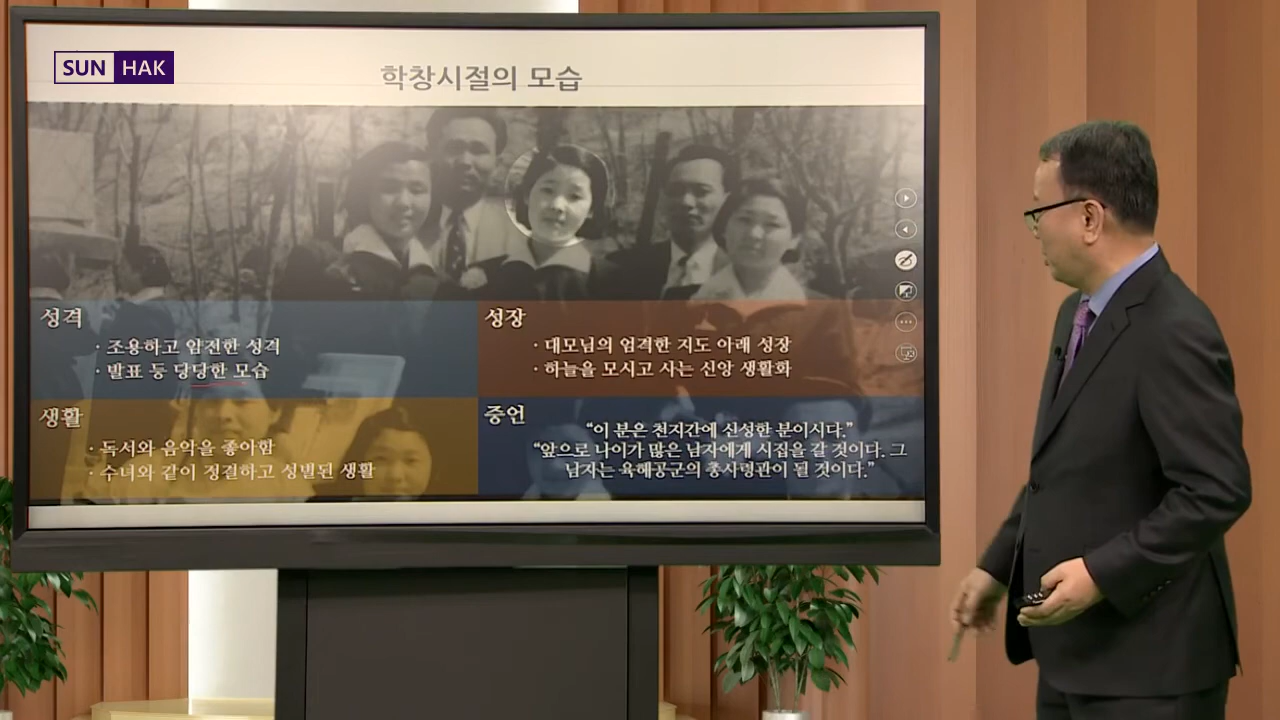 SUN HAK
학창시절의 모습
성격
· 조용하고 얌전한 성격
· 발표 등 당당한 모습
성장
· 대모님의 엄격한 지도 아래 성장
· 하늘을 모시고 사는 신앙 생활화
생활
· 독서와 음악을 좋아함
· 수녀와 같이 정결하고 성별된 생활
증언
“이 분은 천지간에 신성한 분이시다.”
“앞으로 나이가 많은 남자에게 시집을 갈 것이다. 그
남자는 육해공군의 총사령관이 될 것이다.”